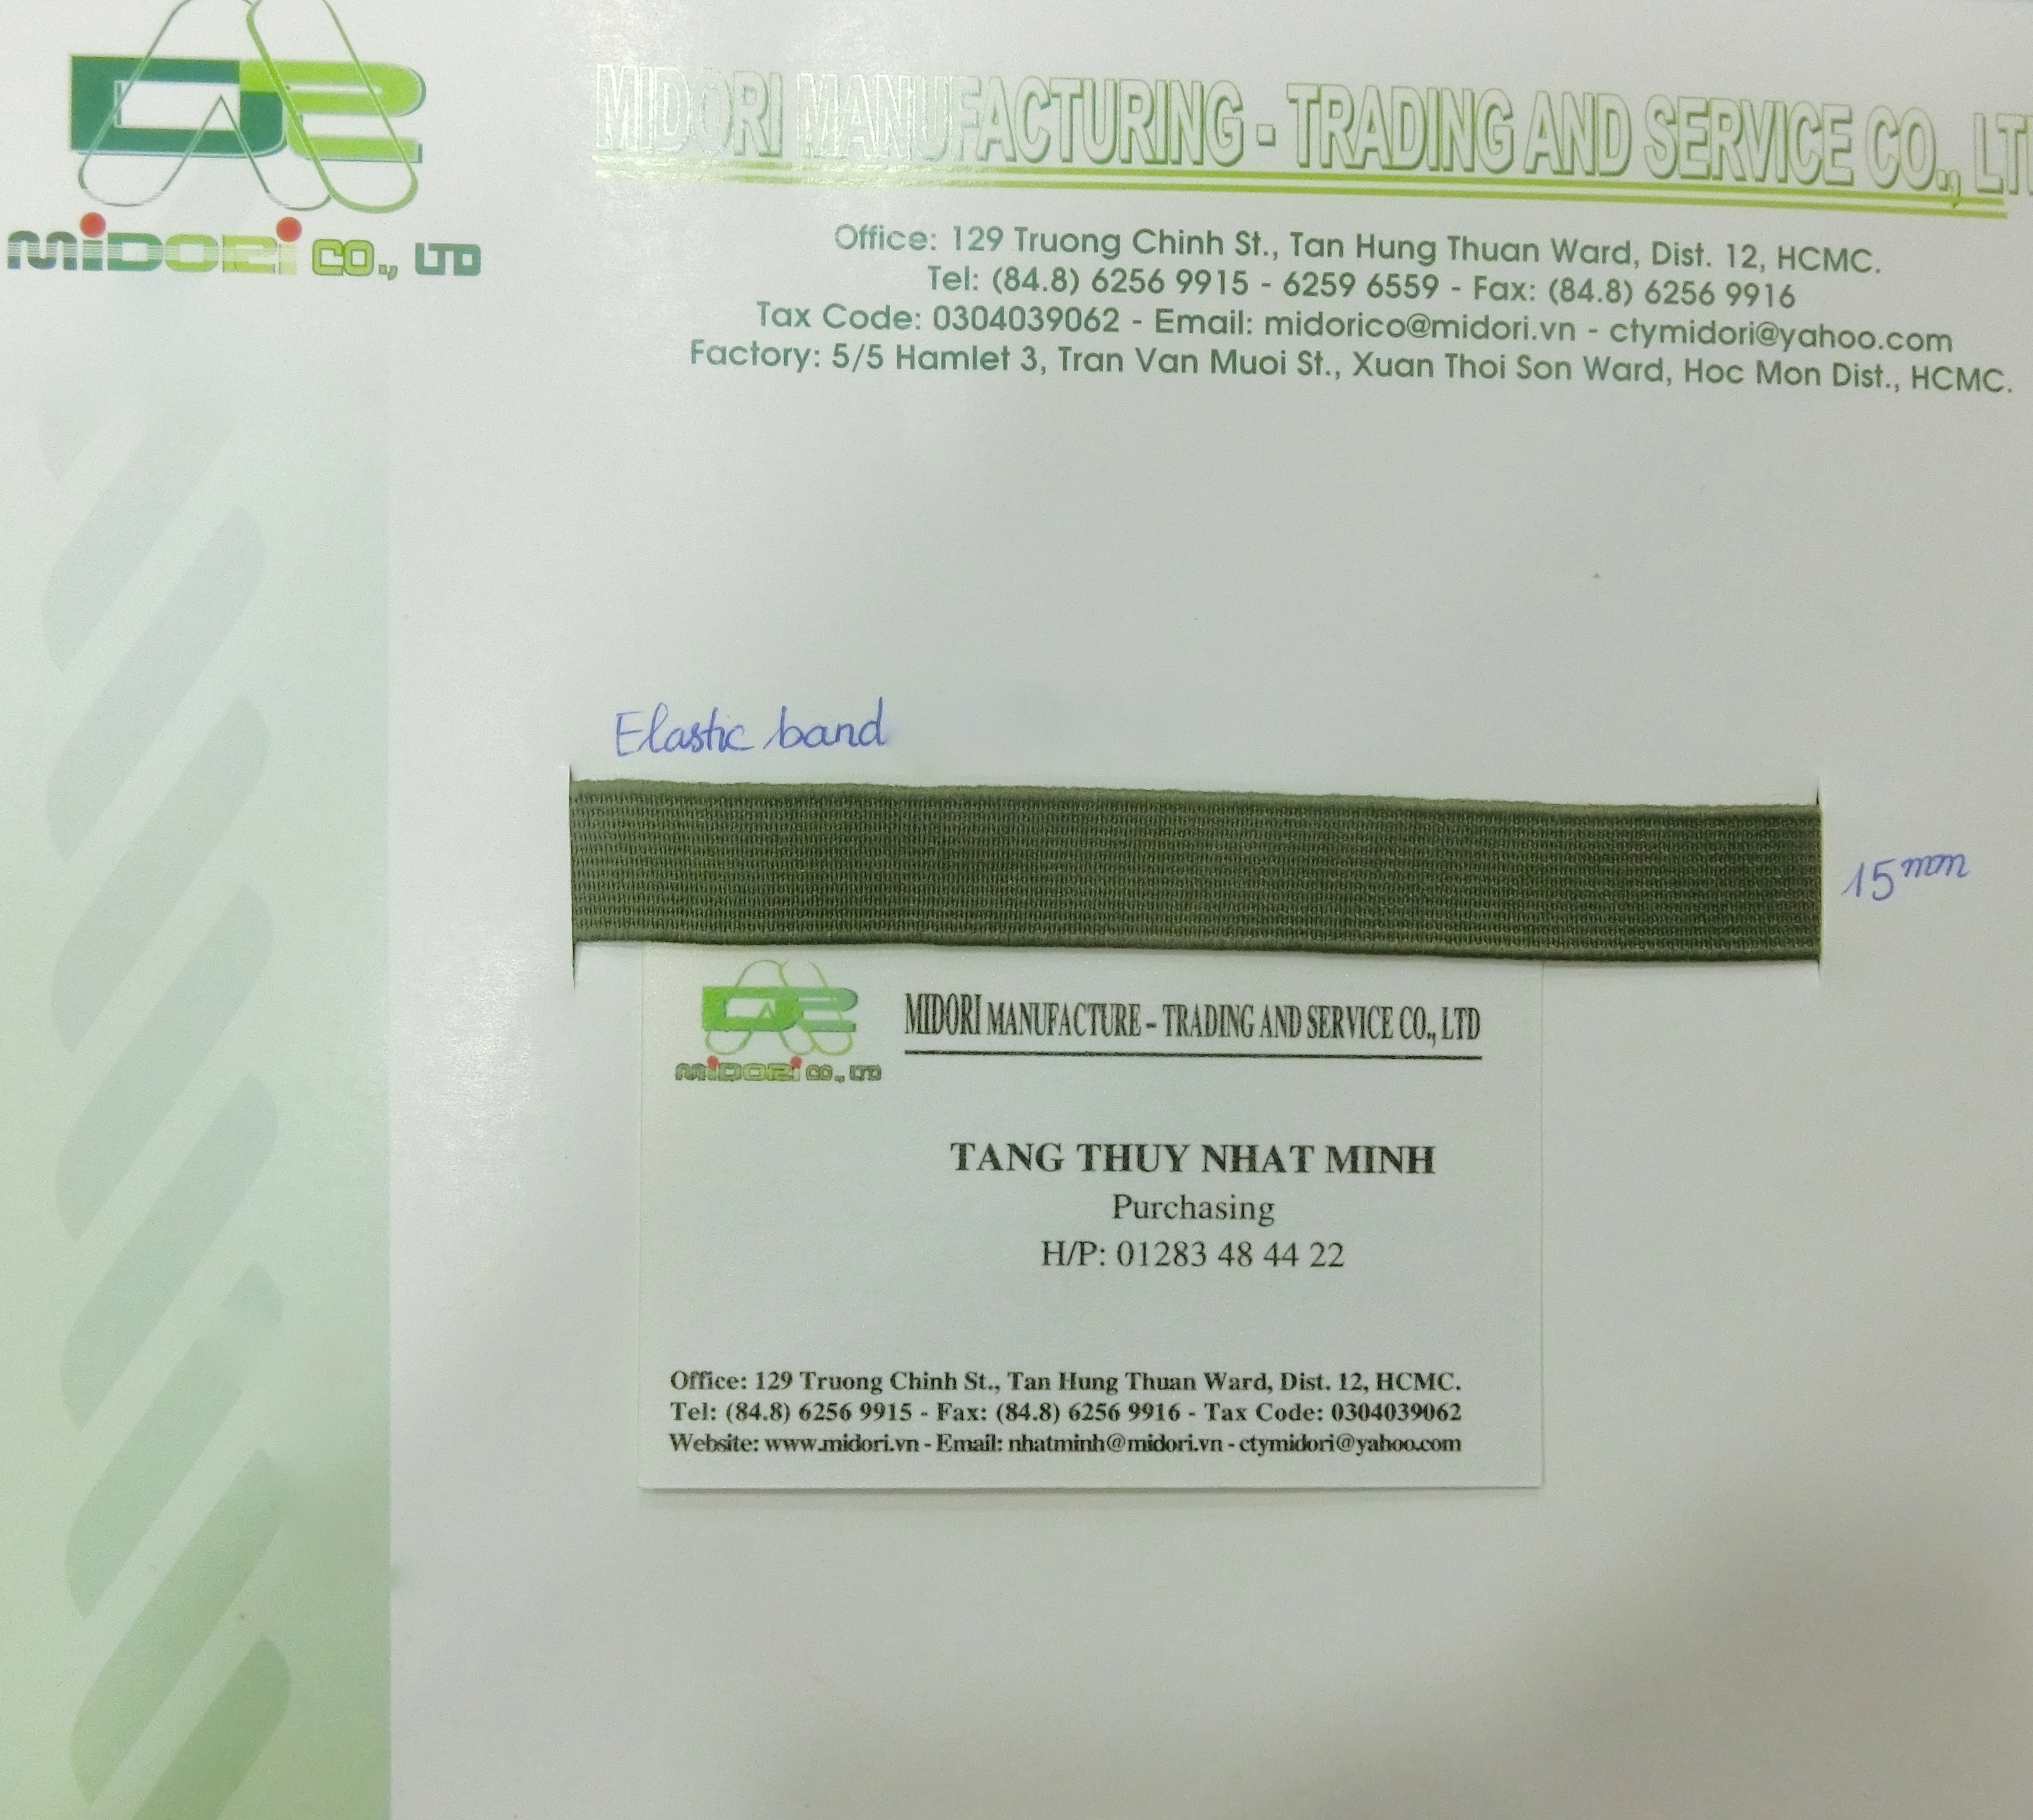 MIDORI CO., LTD
MIDORI MANUFACTURING - TRADING AND SERVICE CO.,
Office: 129 Truong Chinh St., Tan Hung Thuan Ward, Dist. 12, HCMC.
Tel: (84.8) 6256 9915 - 6259 6559 - Fax: (84.8) 6256 9916
Tax Code: 0304039062 - Email: midorico@midori.vn - ctymidori@yahoo.com
Factory: 5/5 Hamlet 3, Tran Van Muoi St., Xuan Thoi Son Ward, Hoc Mon Dist., HCMC.
Elastic band
15mm
MIDORI CO., LTD
MIDORI MANUFACTURE - TRADING AND SERVICE CO., LTD
TANG THUY NHAT MINH
Purchasing
H/P: 01283 48 44 22
Office: 129 Truong Chinh St., Tan Hung Thuan Ward, Dist. 12, HCMC.
Tel: (84.8) 6256 9915 - Fax: (84.8) 6256 9916 - Tax Code: 0304039062
Website: www.midori.vn - Email: nhatminh@midori.vn - ctymidori@yahoo.com